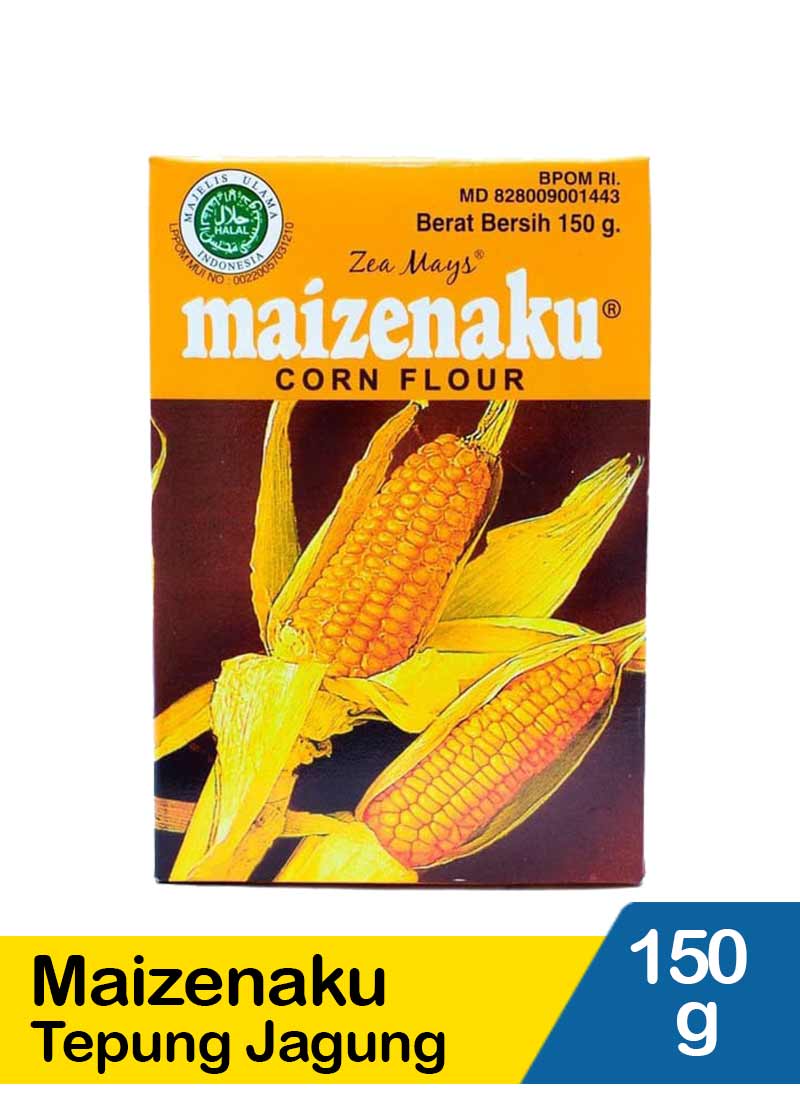 BPOM RI.
MD 828009001443
Berat Bersih 150 g.
MAJELIS ULAMA
حلال
HALAL
INDONESIA
LPPOM MUI NO : 00220057031210
Zea Mays®
maizenaku®
CORN FLOUR
Maizenaku
Tepung Jagung
150
g